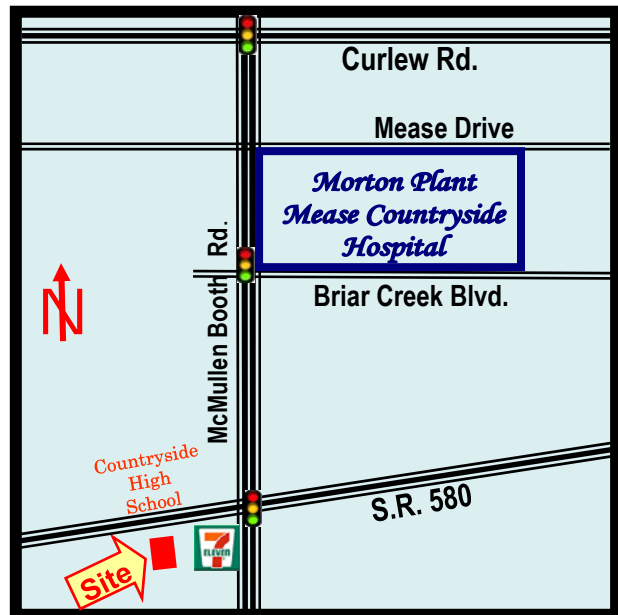 Curlew Rd.
Mease Drive
Morton Plant
Mease Countryside
Hospital
McMullen Booth Rd.
Briar Creek Blvd.
N
Countryside
High
School
S.R. 580
7
ELEVEN
Site